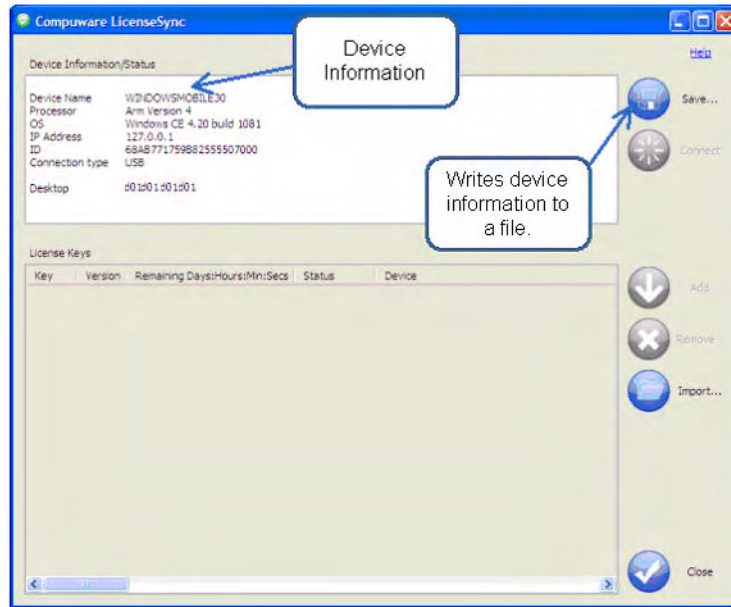 Compuware LicenseSync
Device Information
Help
Device Information/Status
Device Name WINDOWSMOBILE30
Processor Arm Version 4
OS Windows CE 4.20 build 1081
IP Address 127.0.0.1
ID
Connection type USB
Desktop
Save...
Connect
Writes device
information to
a file.
License Keys
Key Version Remaining Days:Hours:Min:Secs Status Device
Add
Remove
Import...
Close